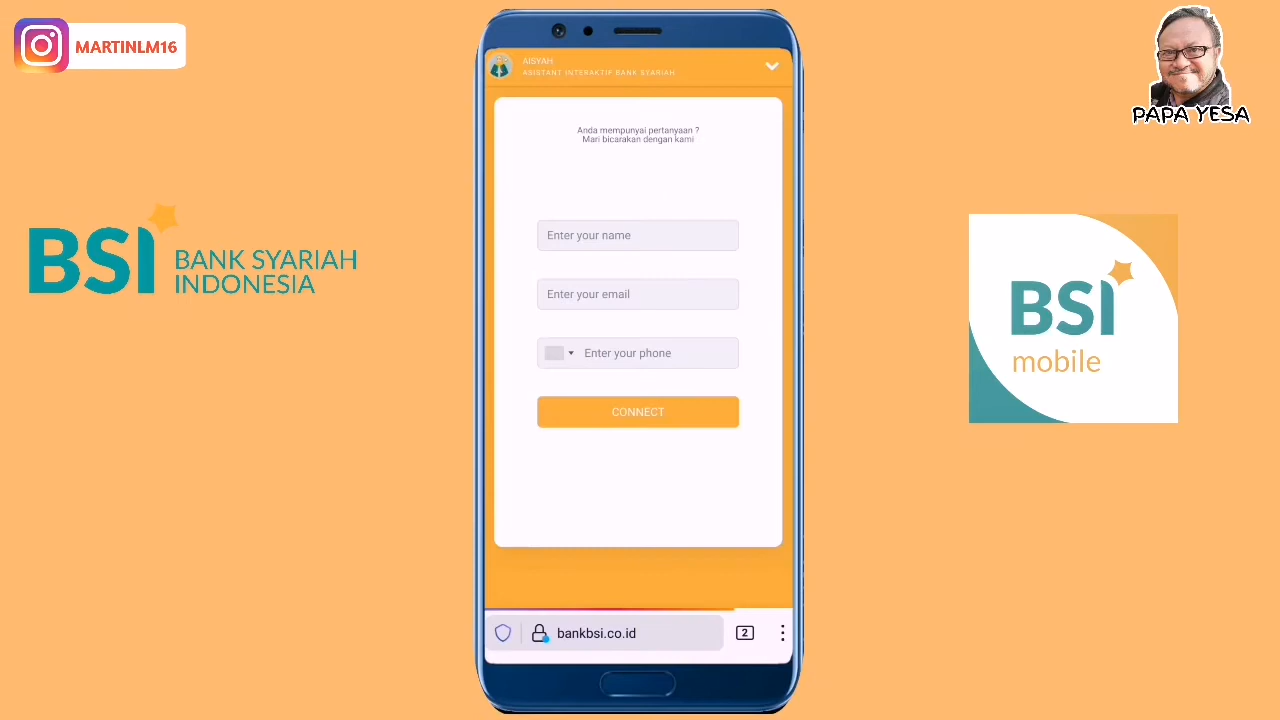 MARTINLM16
PAPA YESA
BSI BANK SYARIAH
INDONESIA
AISYAH
ASISTANT INTERAKTIF BANK SYARIAH
Anda mempunyai pertanyaan ?
Mari bicarakan dengan kami
Enter your name
Enter your email
Enter your phone
CONNECT
bankbsi.co.id
2
BSI
mobile